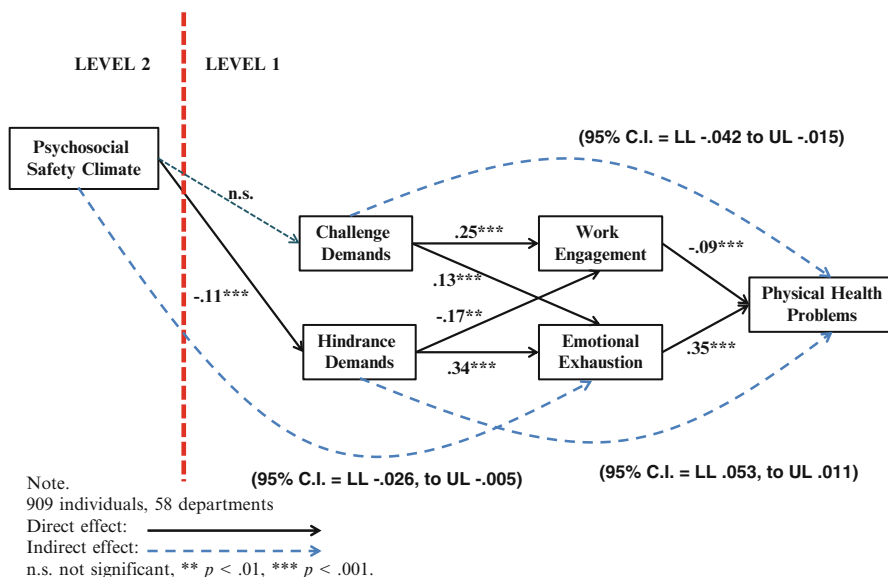 LEVEL 2
LEVEL 1
Psychosocial
Safety Climate
(95% C.I. = LL -.042 to UL -.015)
n.s.
Challenge
Demands
.25***
Work
Engagement
-.09***
.13***
-.11***
-.17**
Physical Health
Problems
Hindrance
Demands
.34***
Emotional
Exhaustion
.35***
(95% C.I. = LL -.026, to UL -.005)
(95% C.I. = LL .053, to UL .011)
Note.
909 individuals, 58 departments
Direct effect:
Indirect effect:
n.s. not significant, ** p < .01, *** p < .001.